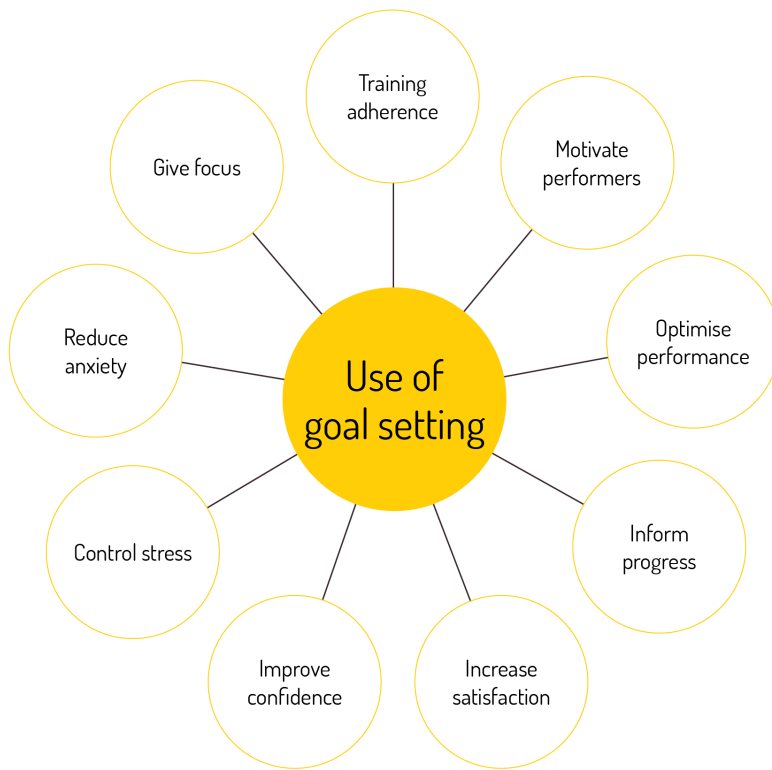 Use of
goal setting
Training
adherence
Motivate
performers
Optimise
performance
Inform
progress
Increase
satisfaction
Improve
confidence
Control stress
Reduce
anxiety
Give focus